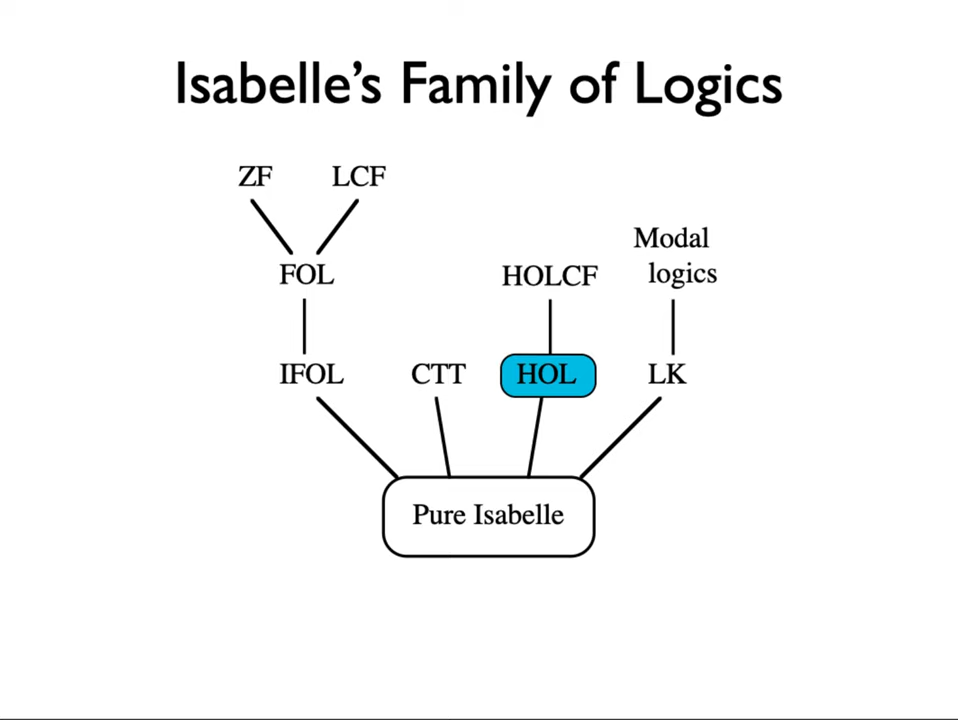 Isabelle's Family of Logics
ZF LCF
Modal
logics
FOL HOLCF
IFOL CTT HOL LK
Pure Isabelle